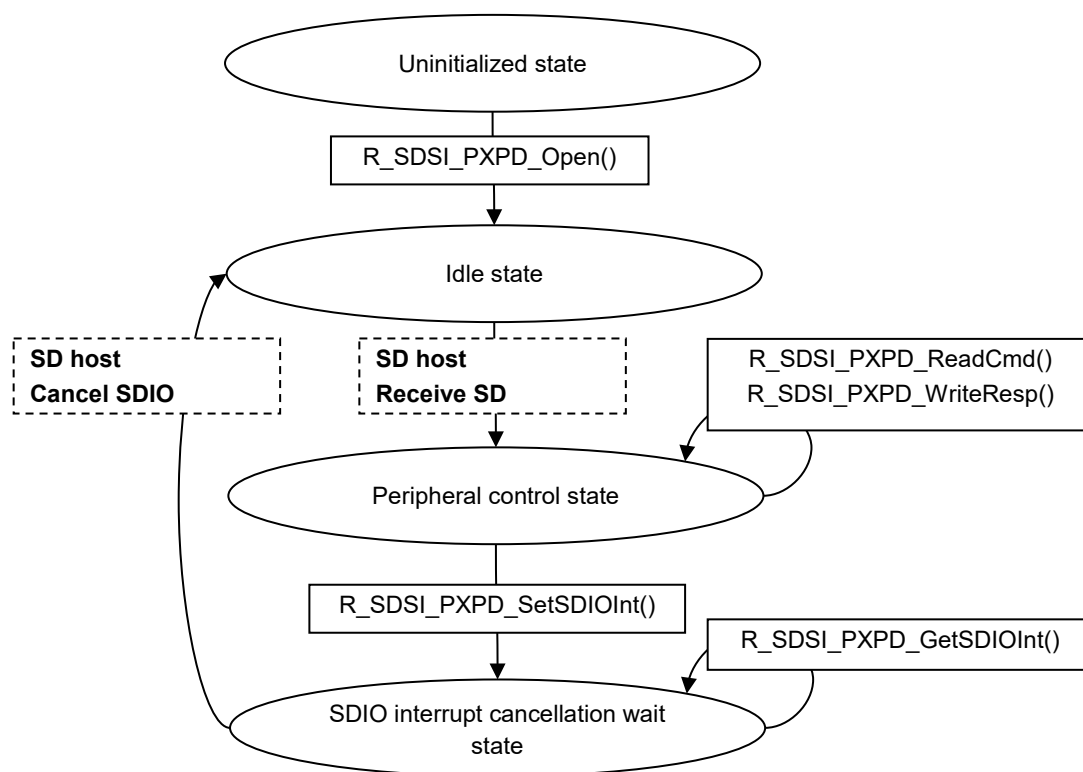 Uninitialized state
R_SDSI_PXPD_Open()
Idle state
SD host
Cancel SDIO
SD host
Receive SD
R_SDSI_PXPD_ReadCmd()
R_SDSI_PXPD_WriteResp()
Peripheral control state
R_SDSI_PXPD_SetSDIOInt()
R_SDSI_PXPD_GetSDIOInt()
SDIO interrupt cancellation wait
state